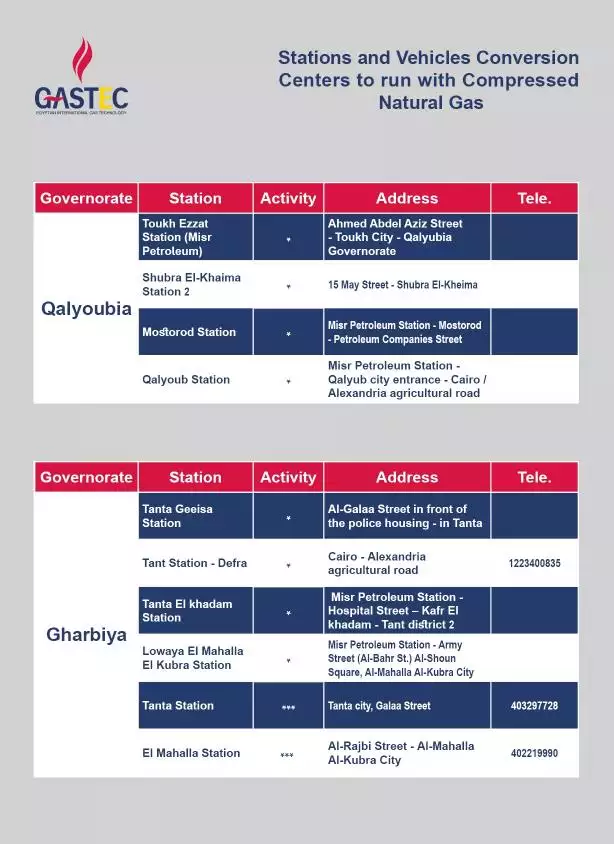 GASTEC
EGYPTIAN INTERNATIONAL GAS TECHNOLOGY
Stations and Vehicles Conversion
Centers to run with Compressed
Natural Gas
Governorate Station Activity Address Tele.
Qalyoubia
Toukh Ezzat
Station (Misr
Petroleum)
*
Ahmed Abdel Aziz Street
- Toukh City - Qalyubia
Governorate
Shubra El-Khaima
Station 2
*
15 May Street - Shubra El-Kheima
Mostorod Station
*
Misr Petroleum Station - Mostorod
- Petroleum Companies Street
Qalyoub Station
*
Misr Petroleum Station -
Qalyub city entrance - Cairo /
Alexandria agricultural road
Governorate Station Activity Address Tele.
Gharbiya
Tanta Geeisa
Station
*
Al-Galaa Street in front of
the police housing - in Tanta
Tant Station - Defra
*
Cairo - Alexandria
agricultural road
1223400835
Tanta El khadam
Station
*
Misr Petroleum Station -
Hospital Street – Kafr El
khadam - Tant district 2
Lowaya El Mahalla
El Kubra Station
*
Misr Petroleum Station - Army
Street (Al-Bahr St.) Al-Shoun
Square, Al-Mahalla Al-Kubra City
Tanta Station
***
Tanta city, Galaa Street
403297728
El Mahalla Station
***
Al-Rajbi Street - Al-Mahalla
Al-Kubra City
402219990